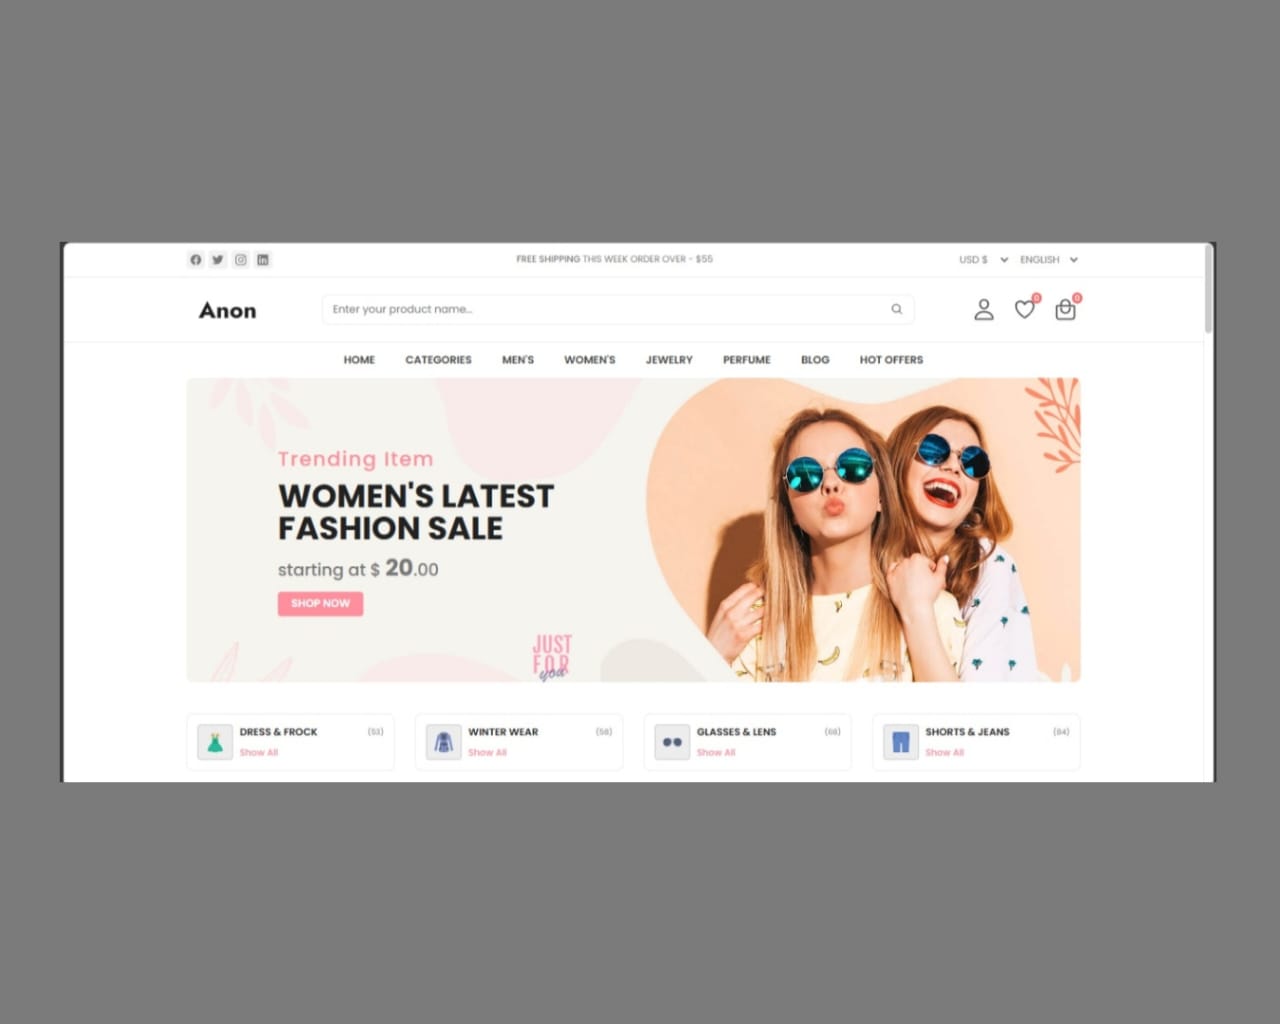 FREE SHIPPING THIS WEEK ORDER OVER - $55
USD $
ENGLISH
Anon
Enter your product name...
0
0
HOME
CATEGORIES
MEN'S
WOMEN'S
JEWELRY
PERFUME
BLOG
HOT OFFERS
Trending Item
WOMEN'S LATEST
FASHION SALE
starting at $ 20.00
SHOP NOW
JUST
FOR
you
DRESS & FROCK
(53)
Show All
WINTER WEAR
(58)
Show All
GLASSES & LENS
(68)
Show All
SHORTS & JEANS
(84)
Show All